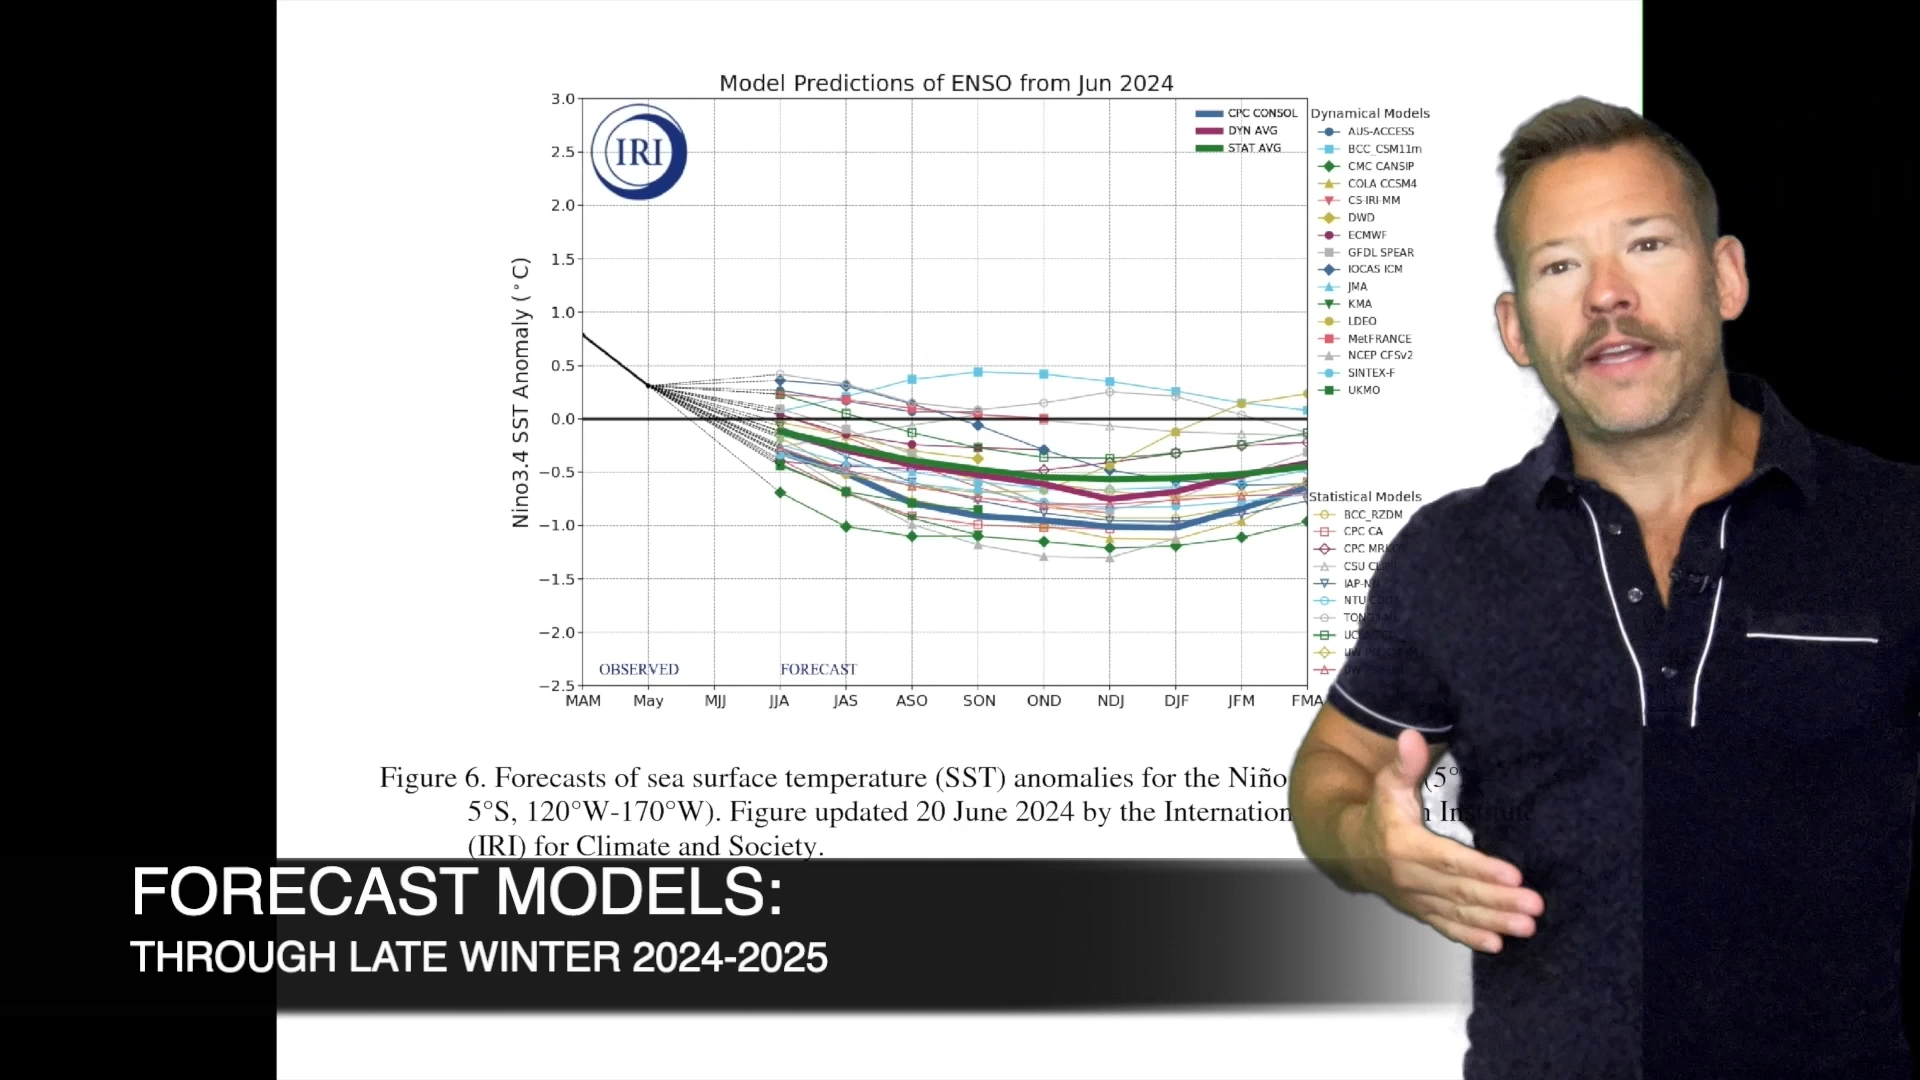 Model Predictions of ENSO from Jun 2024
3.0
2.5
2.0
1.5
1.0
0.5
0.0
−0.5
−1.0
−1.5
−2.0
−2.5
Nino3.4 SST Anomaly (°C)
IRI
CPC CONSOL
DYN AVG
STAT AVG
Dynamical Models
AUS-ACCESS
BCC_CSM11m
CMC CANSIP
COLA CCSM4
CS-IRI-MM
DWD
ECMWF
GFDL SPEAR
IOCAS ICM
JMA
KMA
LDEO
MetFRANCE
NCEP CFSv2
SINTEX-F
UKMO
Statistical Models
BCC_RZDM
CPC CA
CPC
CSU
OBSERVED
FORECAST
MAM May MJJ JJA JAS ASO SON OND NDJ DJF JFM FMA
Figure 6. Forecasts of sea surface temperature (SST) anomalies for the Niño (5°
5°S, 120°W-170°W). Figure updated 20 June 2024 by the
(IRI) for Climate and Society.
FORECAST MODELS:
THROUGH LATE WINTER 2024-2025